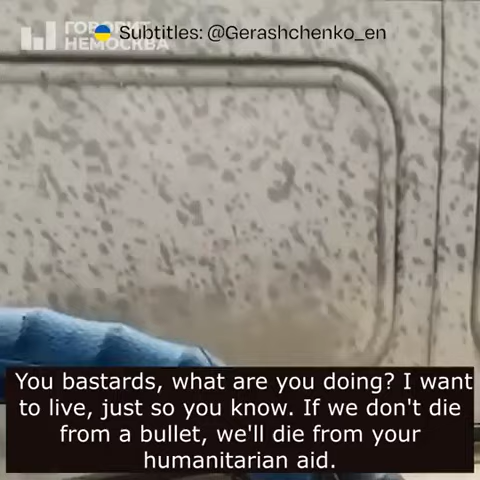 ГОВОРИТ
НЕМОСКВА
Subtitles: @Gerashchenko_en
You bastards, what are you doing? I want
to live, just so you know. If we don't die
from a bullet, we'll die from your
humanitarian aid.